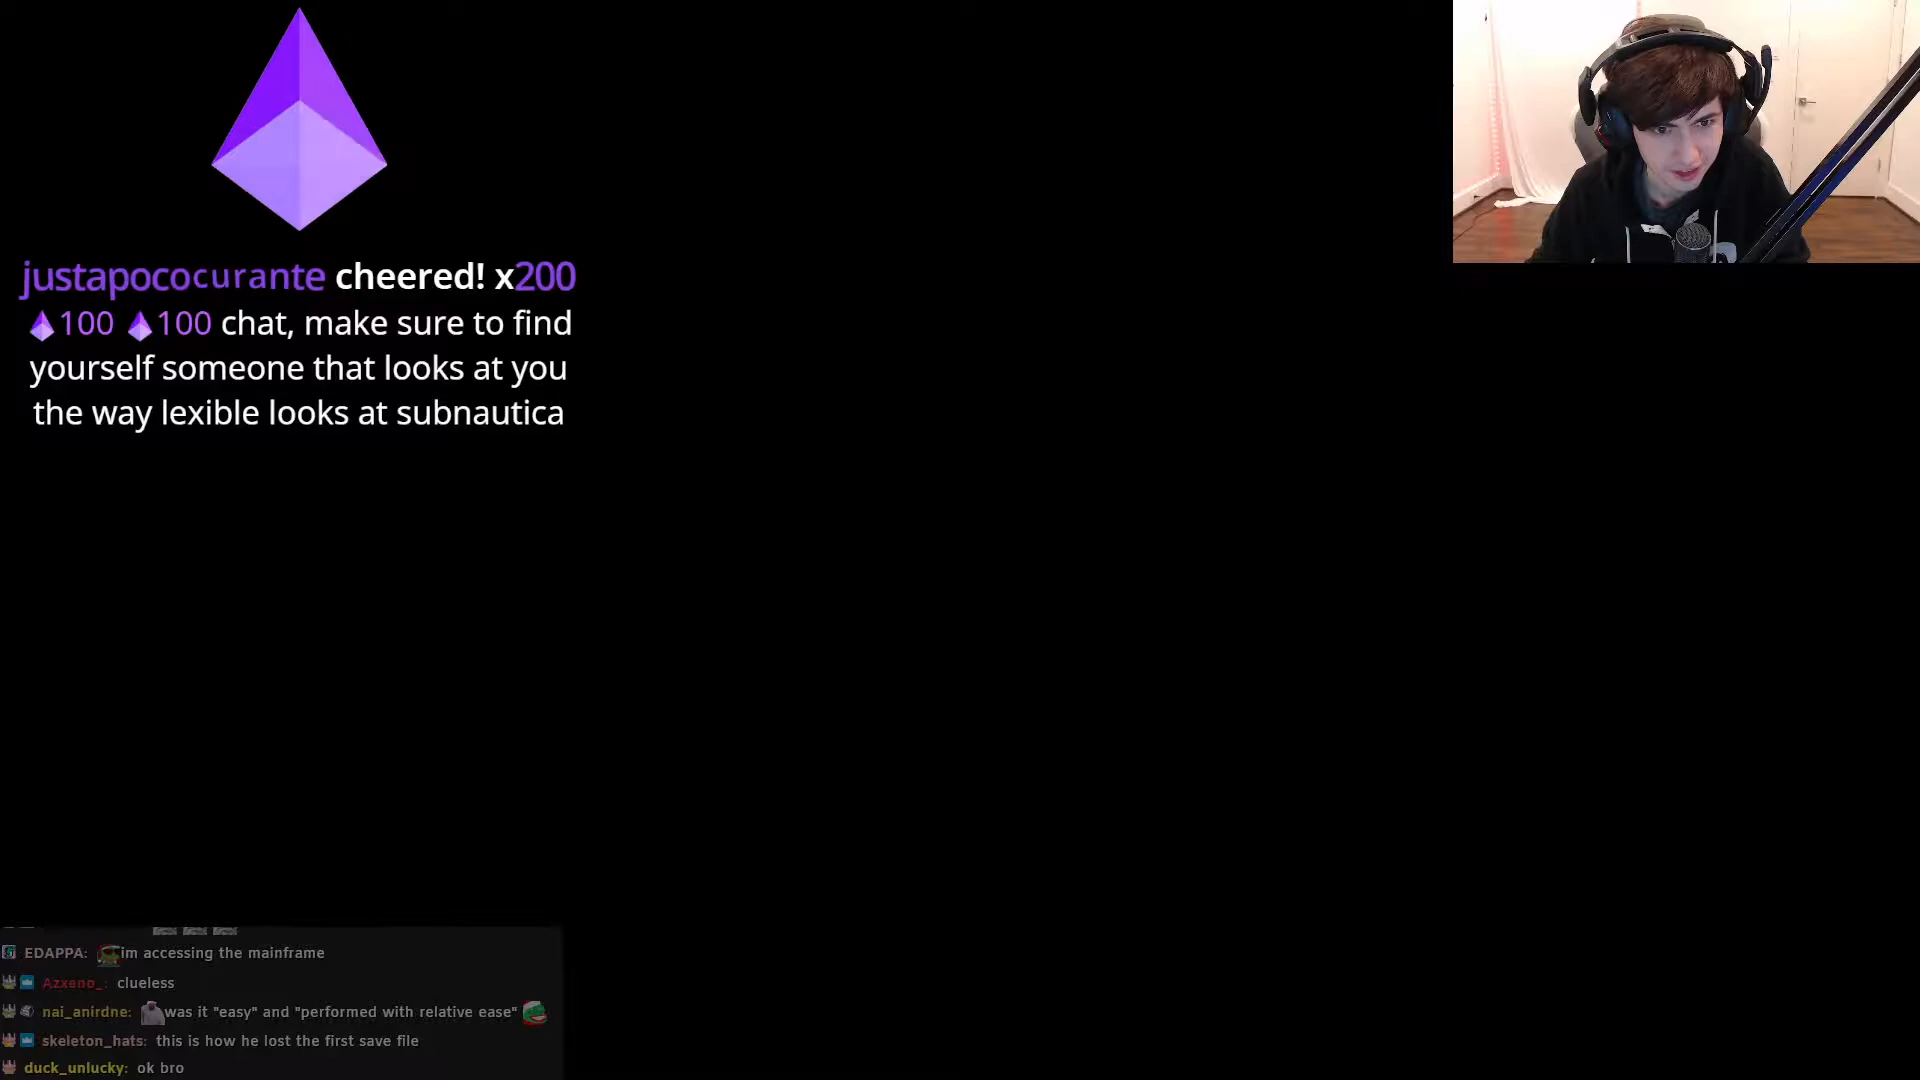 justapococurante cheered! x200
100 100 chat, make sure to find
yourself someone that looks at you
the way lexible looks at subnautica
EDAPPA: im accessing the mainframe
Azxeno_: clueless
nai_anirdne: was it "easy" and "performed with relative ease"
skeleton_hats: this is how he lost the first save file
duck_unlucky: ok bro